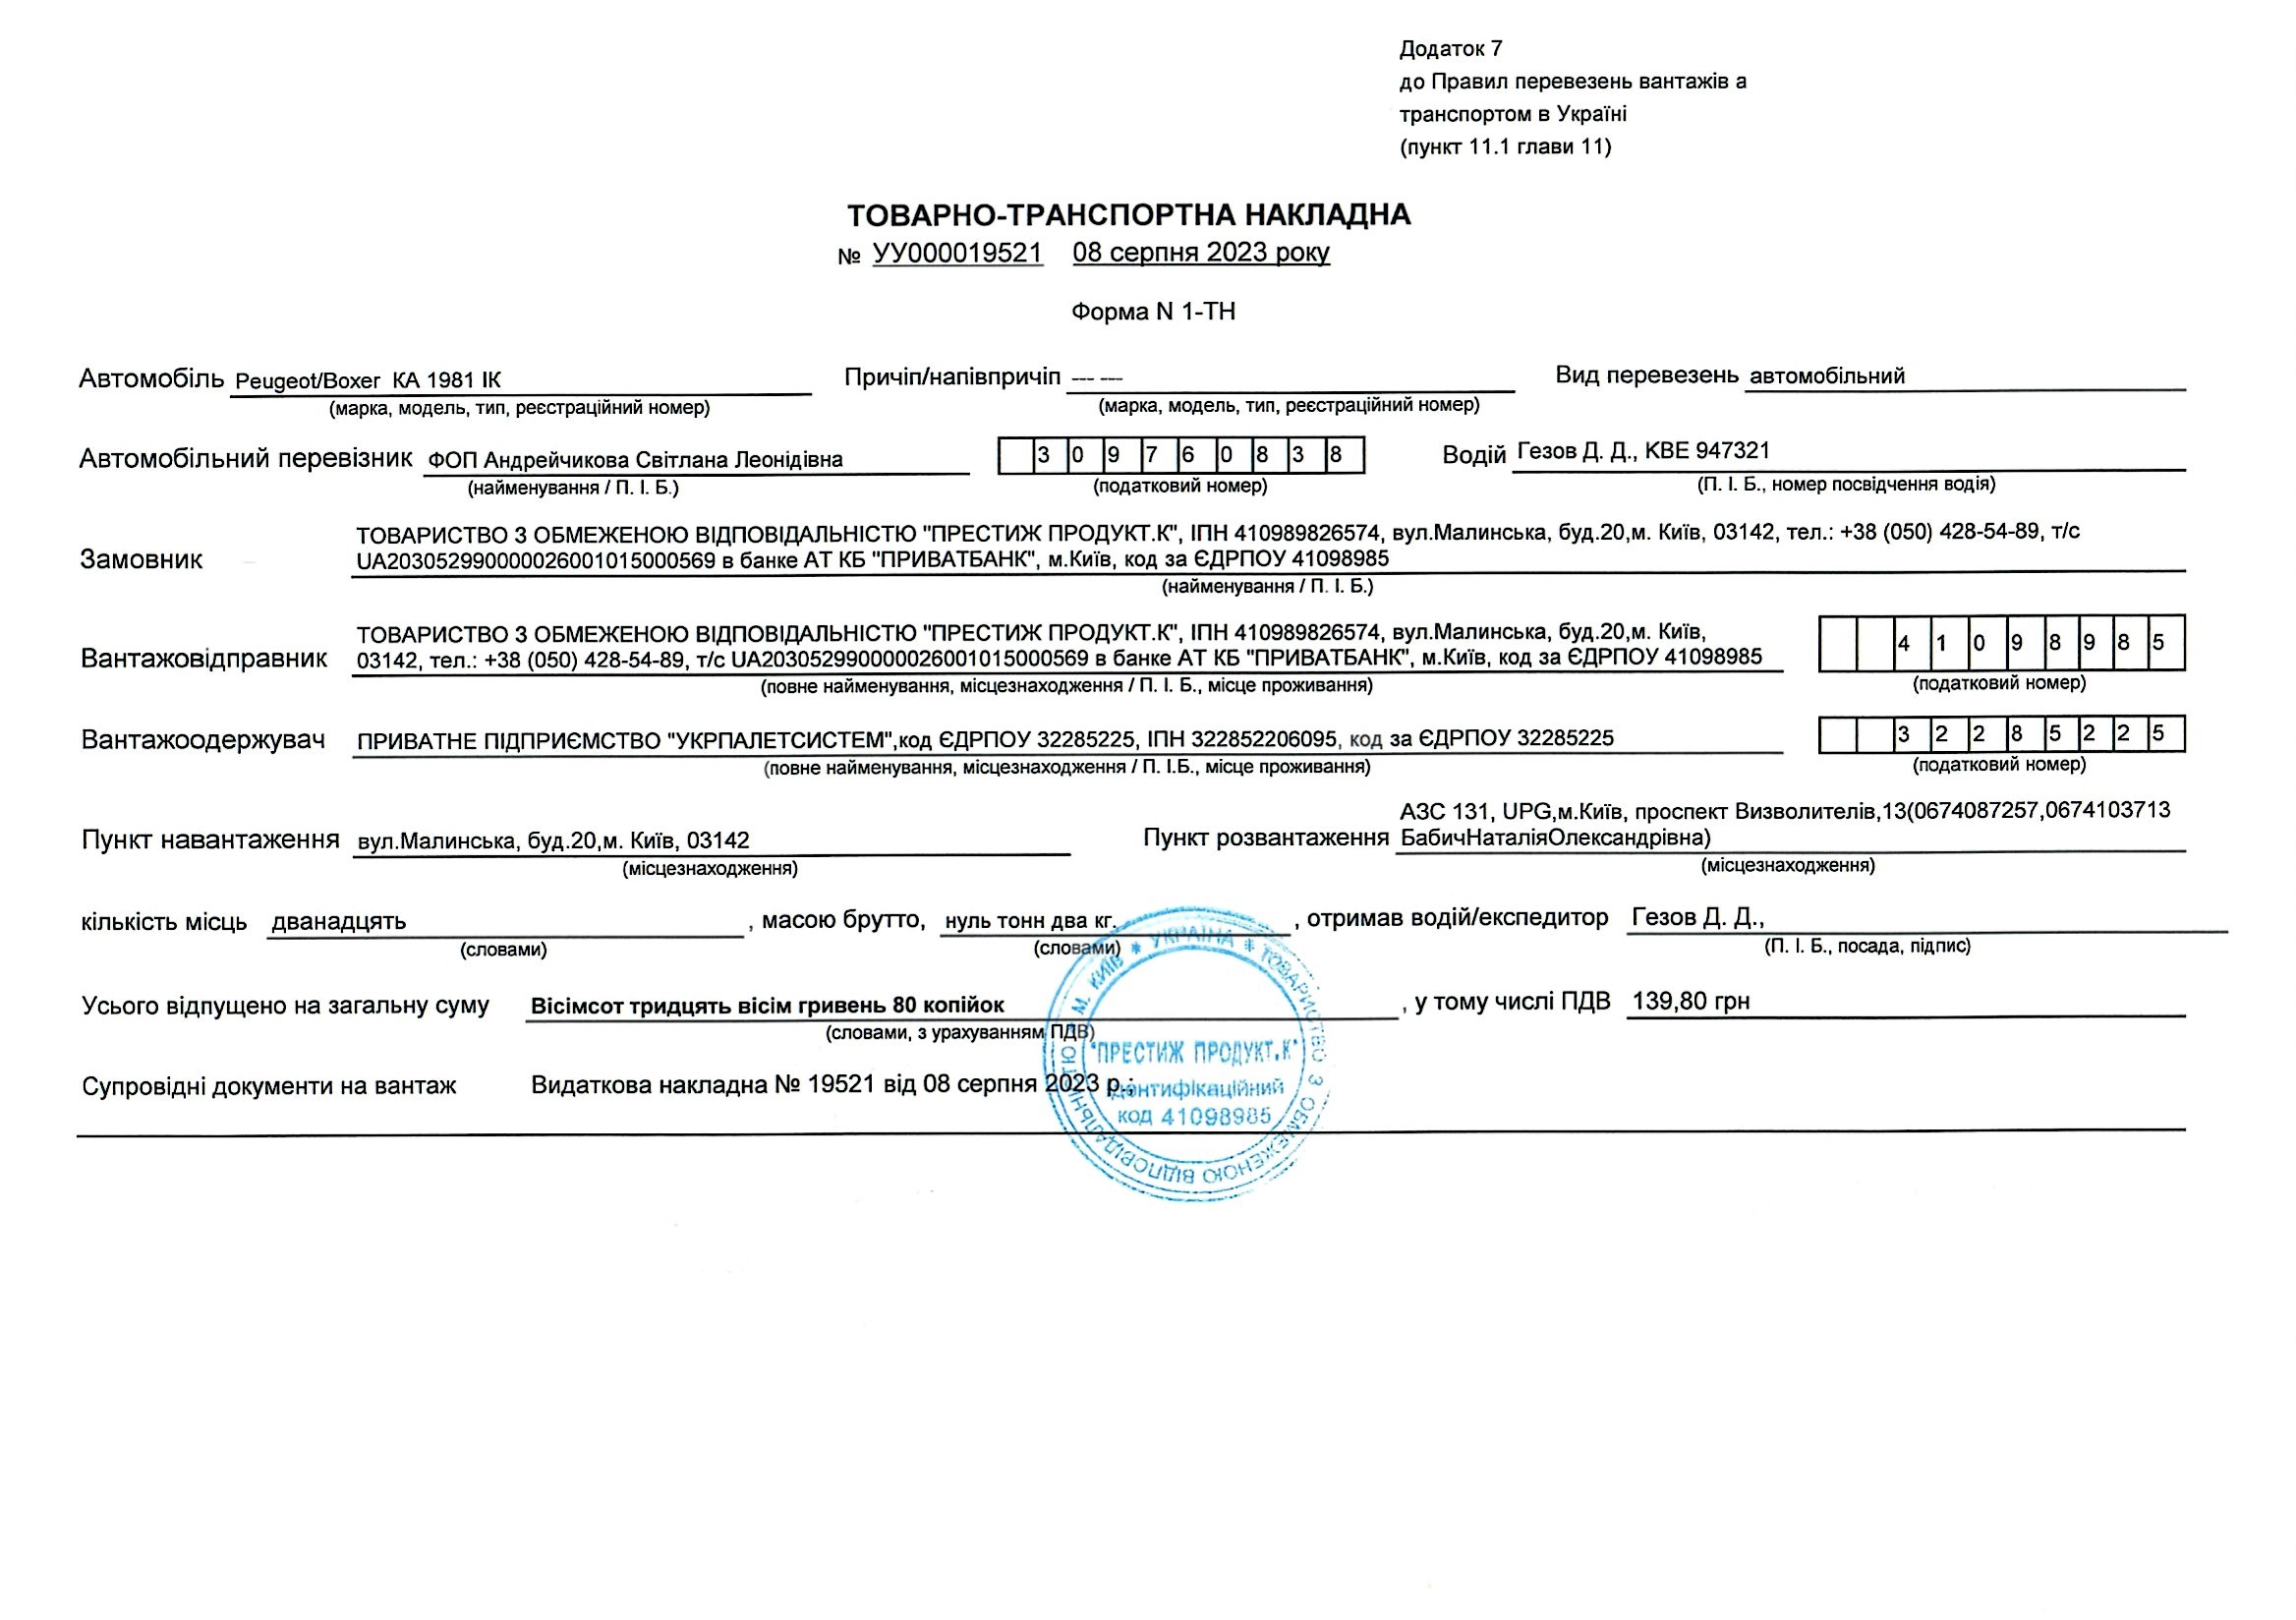 Додаток 7
до Правил перевезень вантажів а
транспортом в Україні
(пункт 11.1 глави 11)
ТОВАРНО-ТРАНСПОРТНА НАКЛАДНА
№ УУ000019521 08 серпня 2023 року
Форма N 1-ТН
Автомобіль Peugeot/Boxer КА 1981 ІК Причіп/напівпричіп --- --- Вид перевезень автомобільний
(марка, модель, тип, реєстраційний номер) (марка, модель, тип, реєстраційний номер)
Автомобільний перевізник ФОП Андрейчикова Світлана Леонідівна 3 0 9 7 6 0 8 3 8 Водій Гезов Д. Д., КВЕ 947321
(найменування / П. І. Б.) (податковий номер) (П. І. Б., номер посвідчення водія)
ТОВАРИСТВО З ОБМЕЖЕНОЮ ВІДПОВІДАЛЬНІСТЮ "ПРЕСТИЖ ПРОДУКТ.К", ІПН 410989826574, вул.Малинська, буд.20,м. Київ, 03142, тел.: +38 (050) 428-54-89, т/с
Замовник UA203052990000026001015000569 в банке АТ КБ "ПРИВАТБАНК", м.Київ, код за ЄДРПОУ 41098985
(найменування / П. І. Б.)
ТОВАРИСТВО З ОБМЕЖЕНОЮ ВІДПОВІДАЛЬНІСТЮ "ПРЕСТИЖ ПРОДУКТ.К", ІПН 410989826574, вул.Малинська, буд.20,м. Київ,
Вантажовідправник 03142, тел.: +38 (050) 428-54-89, т/с UA203052990000026001015000569 в банке АТ КБ "ПРИВАТБАНК", м.Київ, код за ЄДРПОУ 41098985 4 1 0 9 8 9 8 5
(повне найменування, місцезнаходження / П. І. Б., місце проживання) (податковий номер)
Вантажоодержувач ПРИВАТНЕ ПІДПРИЄМСТВО "УКРПАЛЕТСИСТЕМ",код ЄДРПОУ 32285225, ІПН 322852206095, код за ЄДРПОУ 32285225 3 2 2 8 5 2 2 5
(повне найменування, місцезнаходження / П. І.Б., місце проживання) (податковий номер)
АЗС 131, UPG,м.Київ, проспект Визволителів,13(0674087257,0674103713
Пункт навантаження вул.Малинська, буд.20,м. Київ, 03142 Пункт розвантаження БабичНаталіяОлександрівна)
(місцезнаходження) (місцезнаходження)
кількість місць дванадцять , масою брутто, нуль тонн два кг. , отримав водій/експедитор Гезов Д. Д.,
(словами) (словами) (П. І. Б., посада, підпис)
Усього відпущено на загальну суму Вісімсот тридцять вісім гривень 80 копійок , у тому числі ПДВ 139,80 грн
(словами, з урахуванням ПДВ)
Супровідні документи на вантаж Видаткова накладна № 19521 від 08 серпня 2023 р.;
* УКРАЇНА * ТОВАРИСТВО З ОБМЕЖЕНОЮ ВІДПОВІДАЛЬНІСТЮ * М. КИЇВ
"ПРЕСТИЖ ПРОДУКТ.К"
Ідентифікаційний
код 41098985